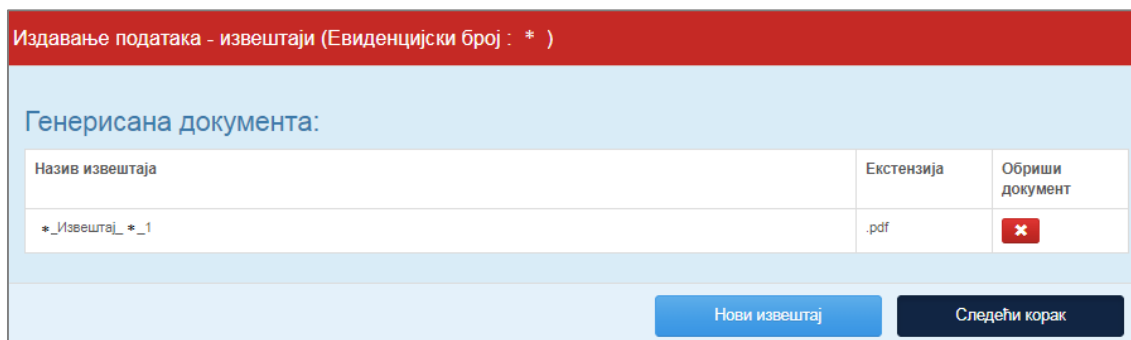 Издавање података - извештаји (Евиденцијски број : * )
Генерисана документа:
Назив извештаја
Екстензија
Обриши
документ
*_Извештај_ *_1
.pdf
Нови извештај
Следећи корак